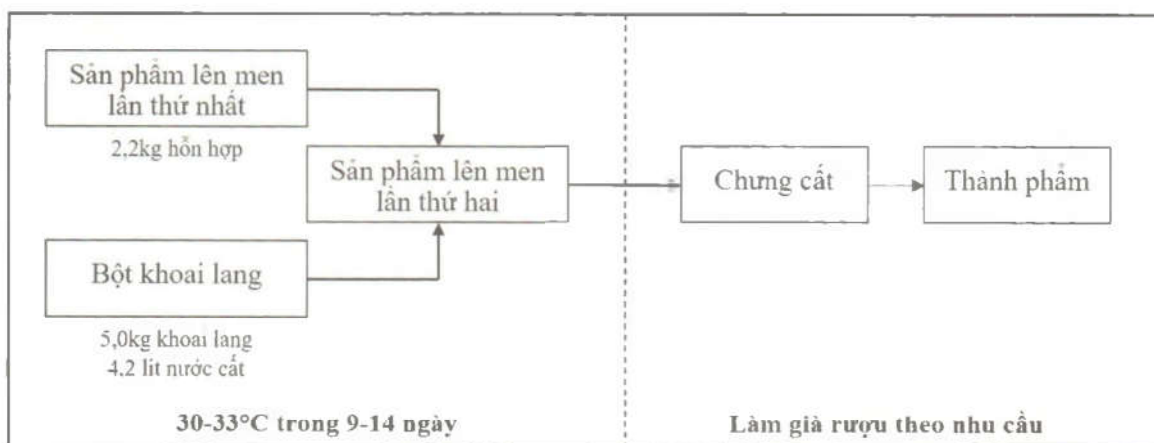 Sản phẩm lên men
lần thứ nhất
2,2kg hỗn hợp
Sản phẩm lên men
lần thứ hai
Chưng cất
Thành phẩm
Bột khoai lang
5,0kg khoai lang
4,2 lít nước cất
30-33°C trong 9-14 ngày
Làm già rượu theo nhu cầu